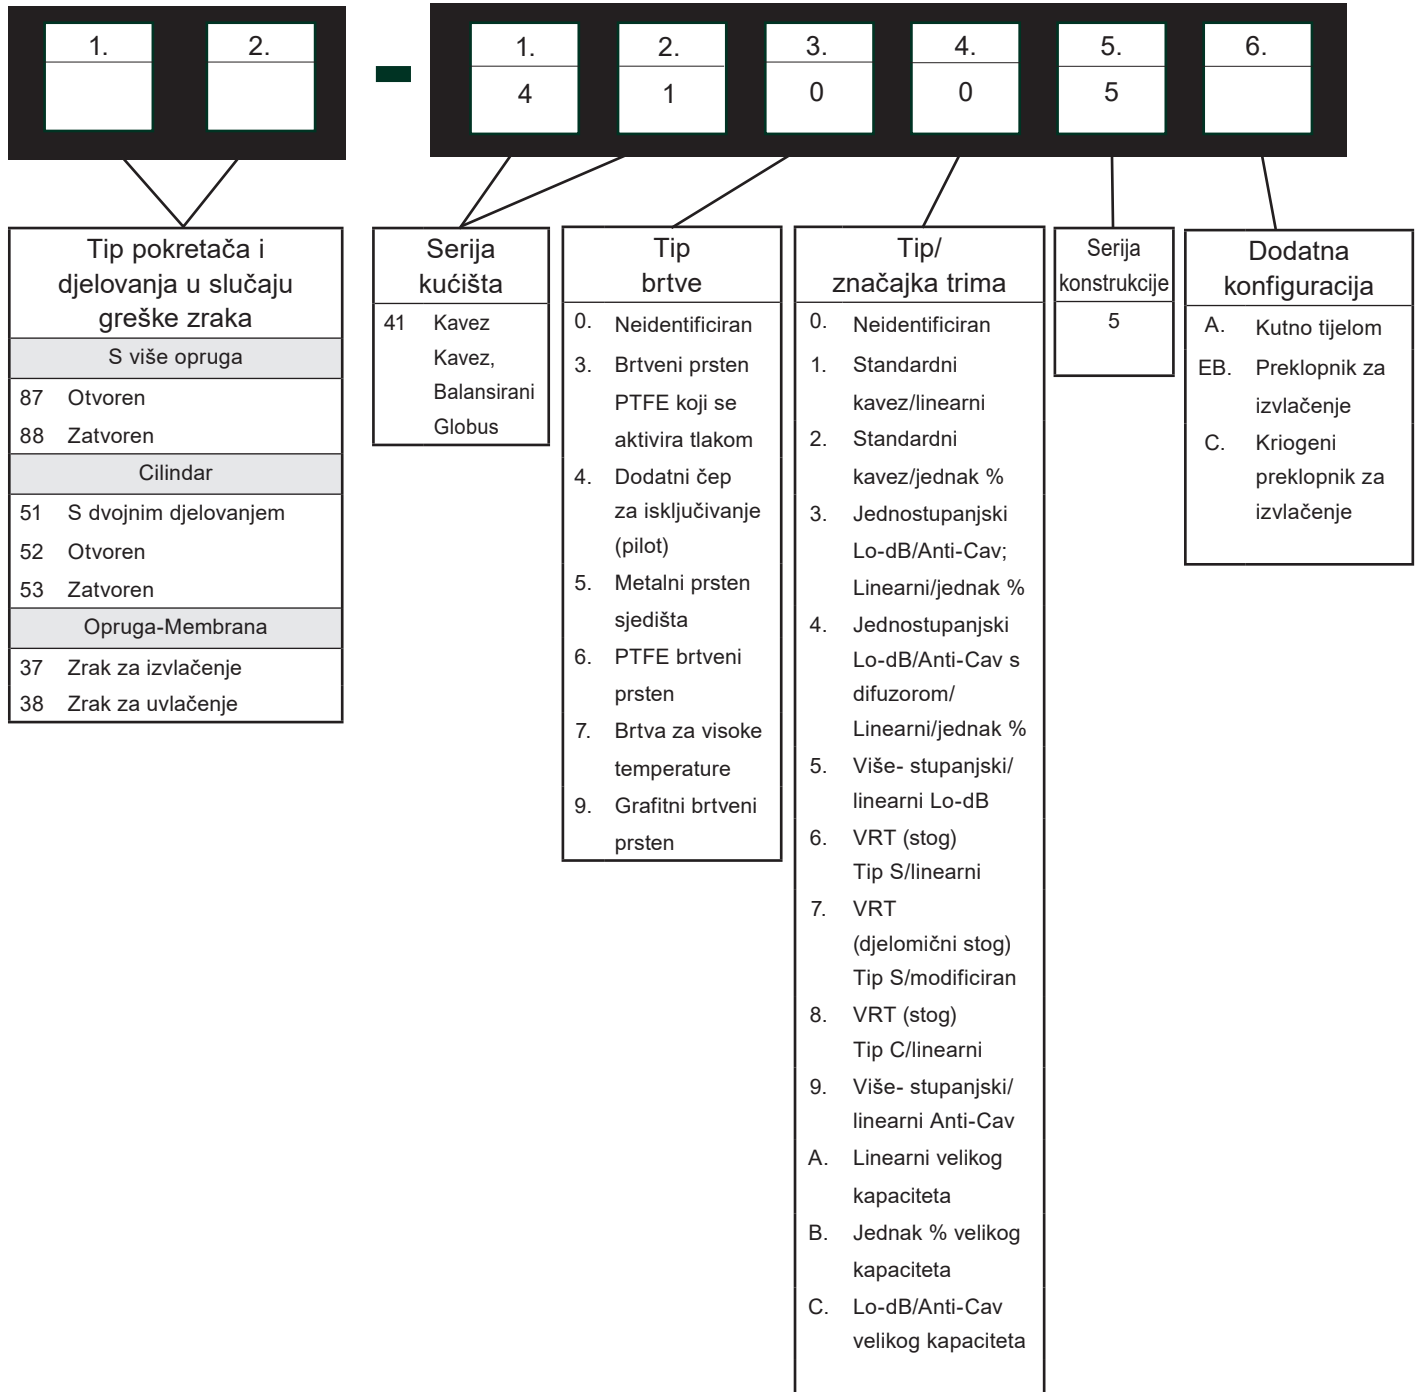 1.
2.
1.
4
2.
1
3.
0
4.
0
5.
5
6.
Tip pokretača i
djelovanja u slučaju
greške zraka
S više opruga
87 Otvoren
88 Zatvoren
Cilindar
51 S dvojnim djelovanjem
52 Otvoren
53 Zatvoren
Opruga-Membrana
37 Zrak za izvlačenje
38 Zrak za uvlačenje
Serija
kućišta
41 Kavez
Kavez,
Balansirani
Globus
Tip
brtve
0. Neidentificiran
3. Brtveni prsten
PTFE koji se
aktivira tlakom
4. Dodatni čep
za isključivanje
(pilot)
5. Metalni prsten
sjedišta
6. PTFE brtveni
prsten
7. Brtva za visoke
temperature
9. Grafitni brtveni
prsten
Tip/
značajka trima
0. Neidentificiran
1. Standardni
kavez/linearni
2. Standardni
kavez/jednak %
3. Jednostupanjski
Lo-dB/Anti-Cav;
Linearni/jednak %
4. Jednostupanjski
Lo-dB/Anti-Cav s
difuzorom/
Linearni/jednak %
5. Više- stupanjski/
linearni Lo-dB
6. VRT (stog)
Tip S/linearni
7. VRT
(djelomični stog)
Tip S/modificiran
8. VRT (stog)
Tip C/linearni
9. Više- stupanjski/
linearni Anti-Cav
A. Linearni velikog
kapaciteta
B. Jednak % velikog
kapaciteta
C. Lo-dB/Anti-Cav
velikog kapaciteta
Serija
konstrukcije
5
Dodatna
konfiguracija
A. Kutno tijelom
EB. Preklopnik za
izvlačenje
C. Kriogeni
preklopnik za
izvlačenje